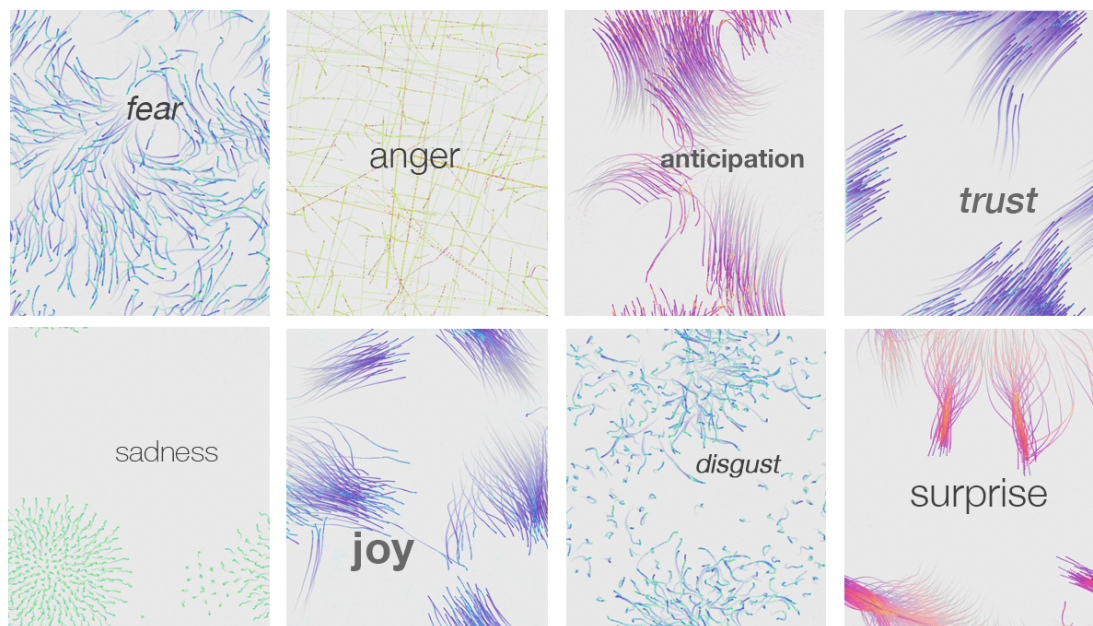 fear
anger
anticipation
trust
sadness
joy
disgust
surprise